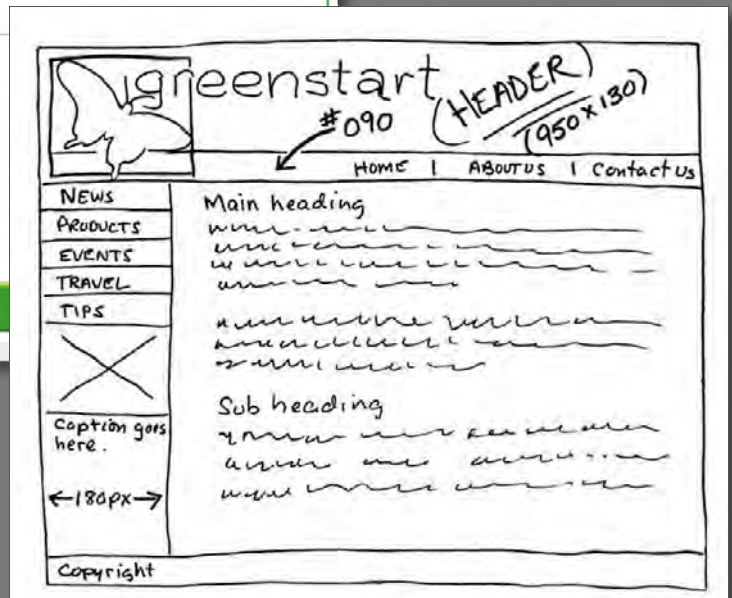 greenstart
(HEADER)
(950x130)
#090
HOME | ABOUT US | Contact Us
NEWS
PRODUCTS
EVENTS
TRAVEL
TIPS
Caption goes
here.
←180px→
Main heading
Sub heading
Copyright